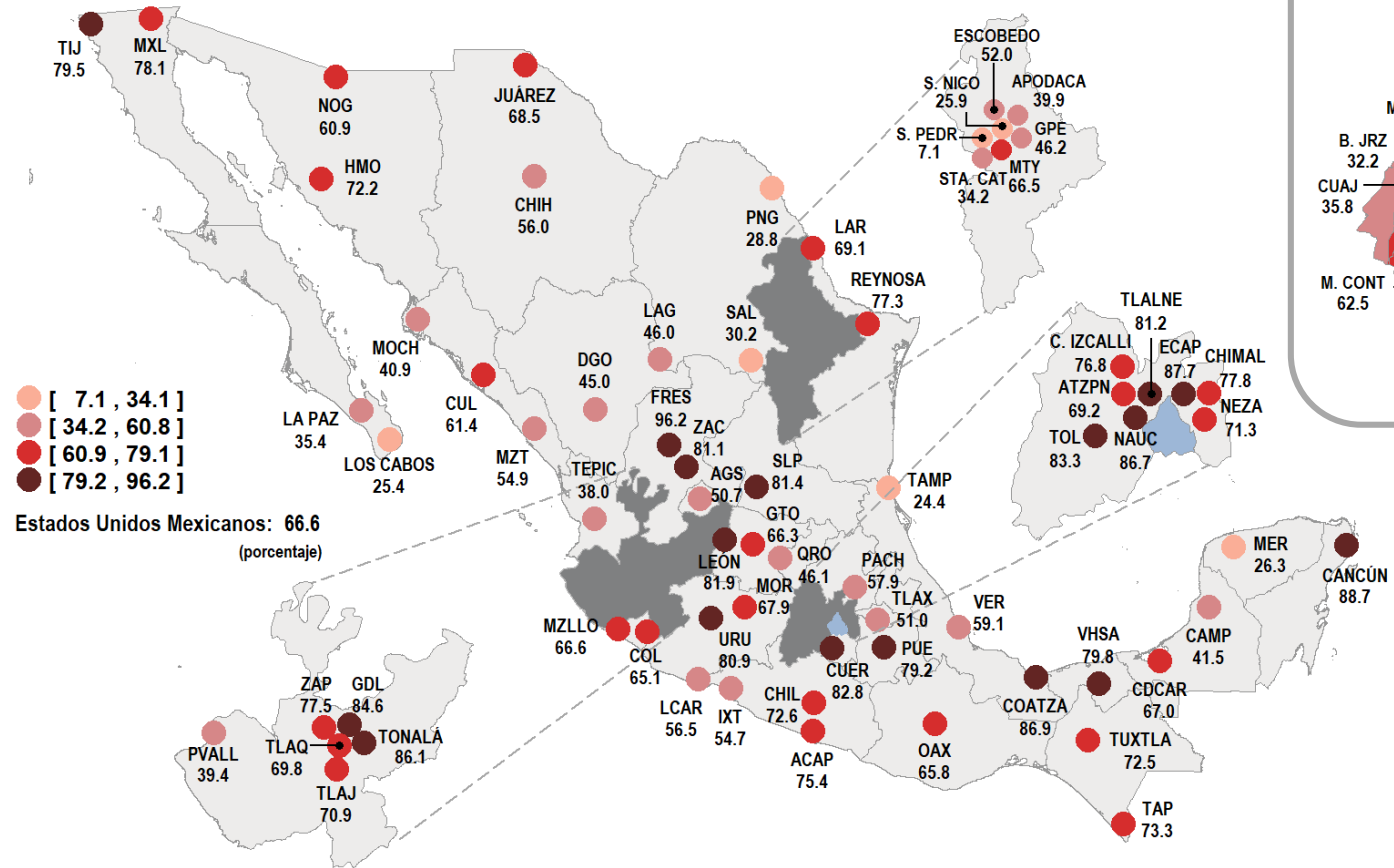 TIJ
79.5
MXL
78.1
NOG
60.9
HMO
72.2
JUÁREZ
68.5
CHIH
56.0
PNG
28.8
LAR
69.1
REYNOSA
77.3
ESCOBEDO
52.0
S. NICO
25.9
APODACA
39.9
S. PEDR
7.1
GPE
46.2
STA. CAT
34.2
MTY
66.5
B. JRZ
32.2
CUAJ
35.8
M. CONT
62.5
MOCH
40.9
LAG
46.0
SAL
30.2
DGO
45.0
CUL
61.4
MZT
54.9
LA PAZ
35.4
LOS CABOS
25.4
FRES
96.2
ZAC
81.1
TEPIC
38.0
AGS
50.7
SLP
81.4
TAMP
24.4
TLALNE
81.2
C. IZCALLI
76.8
ECAP
87.7
CHIMAL
77.8
ATZPN
69.2
NEZA
71.3
TOL
83.3
NAUC
86.7
[ 7.1 , 34.1 ]
[ 34.2 , 60.8 ]
[ 60.9 , 79.1 ]
[ 79.2 , 96.2 ]
Estados Unidos Mexicanos: 66.6
(porcentaje)
GTO
66.3
LEÓN
81.9
QRO
46.1
MOR
67.9
PACH
57.9
TLAX
51.0
VER
59.1
MER
26.3
CANCÚN
88.7
CAMP
41.5
MZLLO
66.6
COL
65.1
URU
80.9
CUER
82.8
PUE
79.2
VHSA
79.8
CDCAR
67.0
COATZA
86.9
LCAR
56.5
IXT
54.7
CHIL
72.6
ACAP
75.4
OAX
65.8
TUXTLA
72.5
TAP
73.3
ZAP
77.5
GDL
84.6
PVALL
39.4
TLAQ
69.8
TONALÁ
86.1
TLAJ
70.9